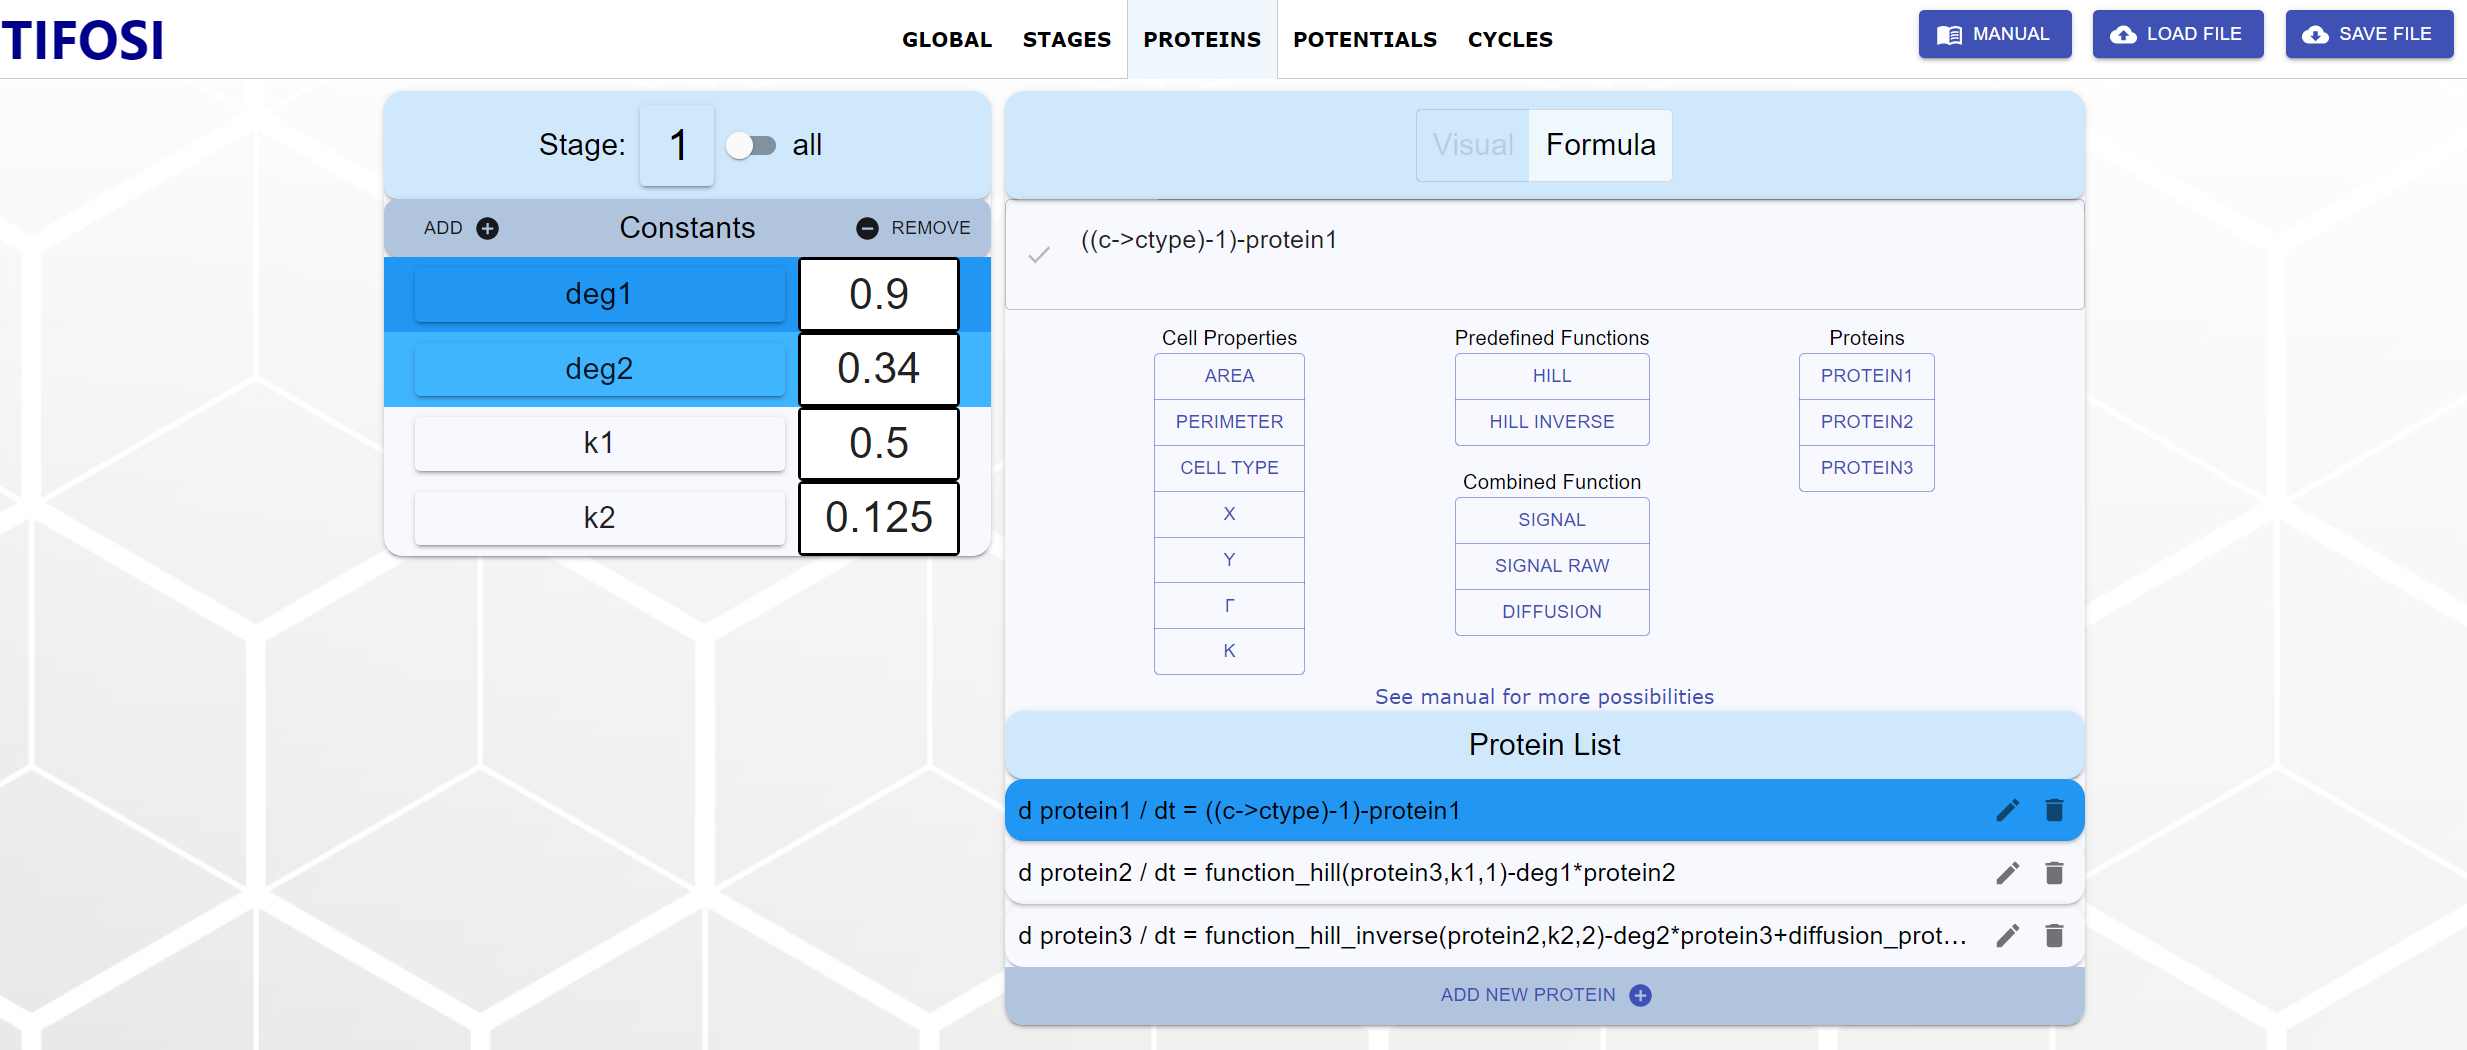 TIFOSI
GLOBAL STAGES PROTEINS POTENTIALS CYCLES
MANUAL LOAD FILE SAVE FILE
Stage: 1 all
ADD Constants REMOVE
deg1 0.9
deg2 0.34
k1 0.5
k2 0.125
Visual Formula
((c->ctype)-1)-protein1
Cell Properties
AREA
PERIMETER
CELL TYPE
X
Y
Γ
K
Predefined Functions
HILL
HILL INVERSE
Combined Function
SIGNAL
SIGNAL RAW
DIFFUSION
Proteins
PROTEIN1
PROTEIN2
PROTEIN3
See manual for more possibilities
Protein List
d protein1 / dt = ((c->ctype)-1)-protein1
d protein2 / dt = function_hill(protein3,k1,1)-deg1*protein2
d protein3 / dt = function_hill_inverse(protein2,k2,2)-deg2*protein3+diffusion_prot...
ADD NEW PROTEIN